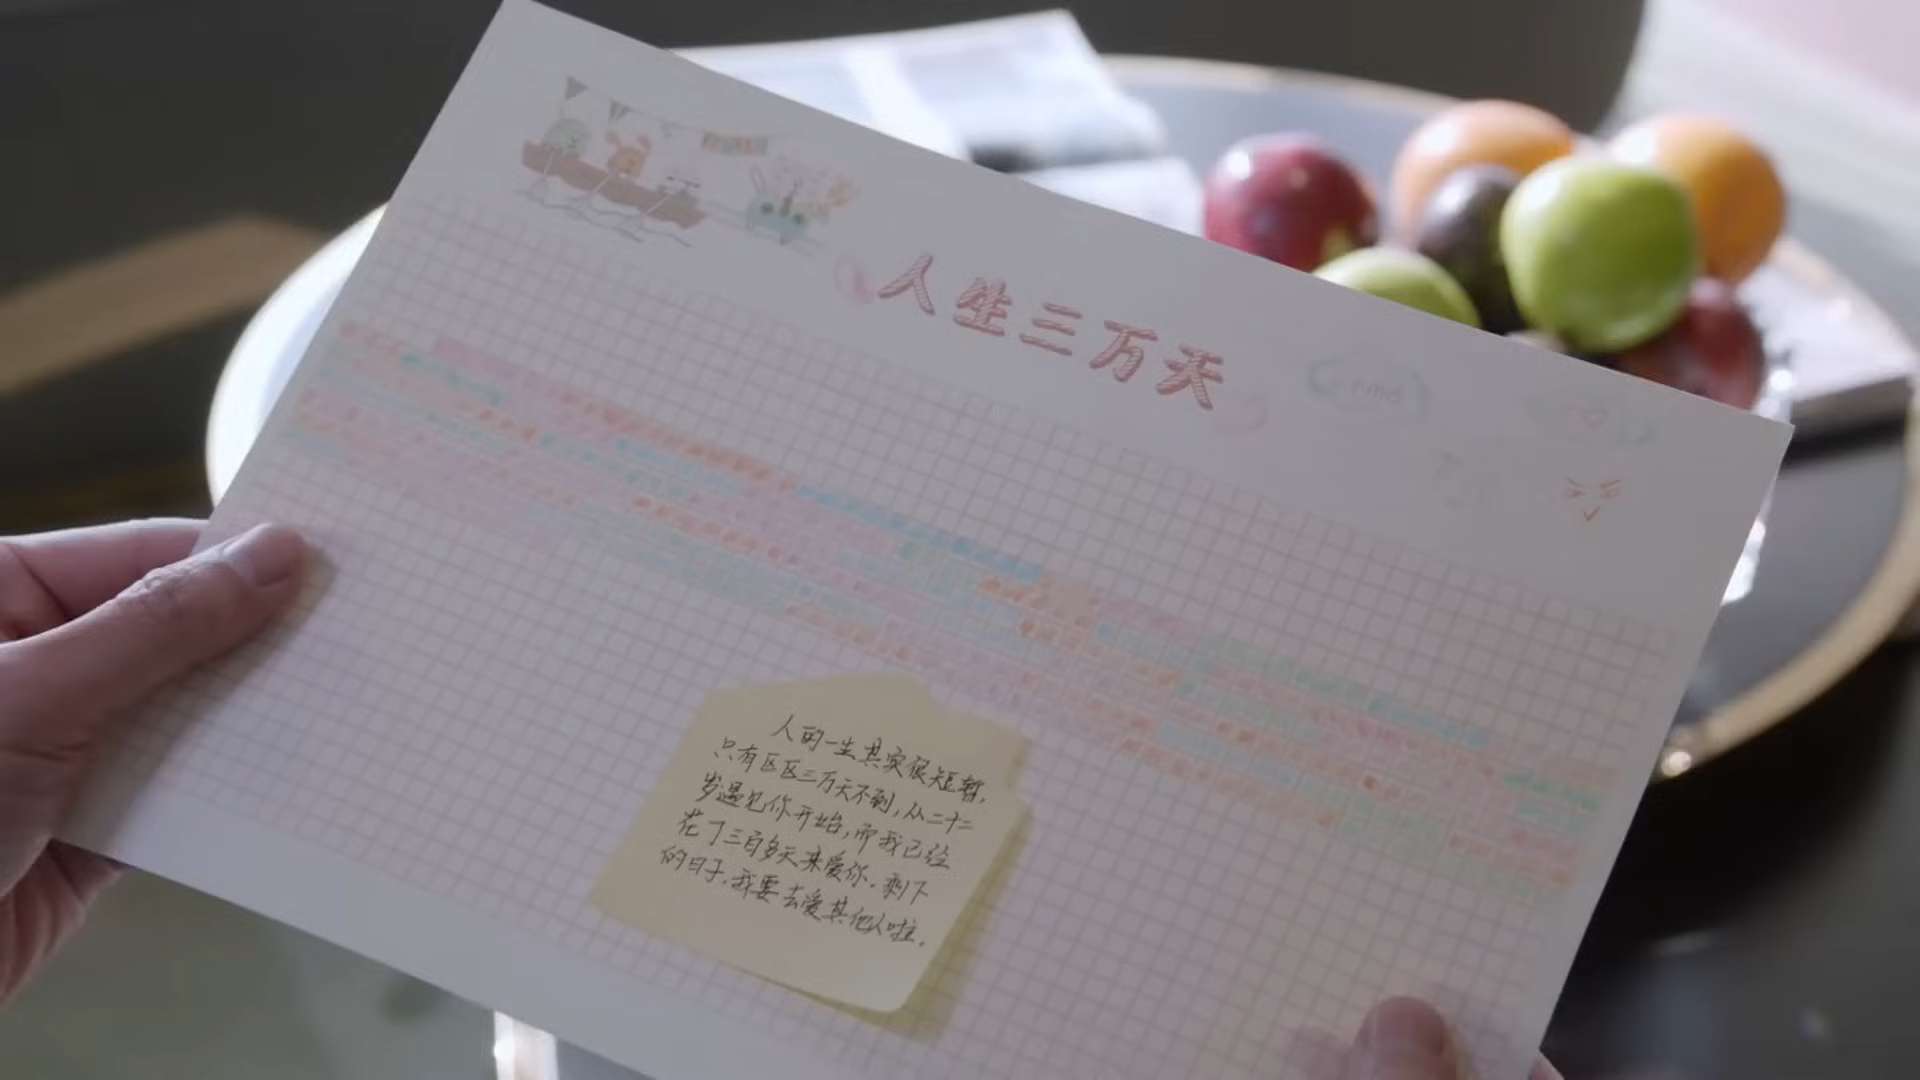 人生三万天
人的一生其实很短暂,
只有区区三万天不到,从二十二
岁遇见你开始,而我已经
花了三百多天来爱你.剩下
的日子.我要去爱其他人啦.